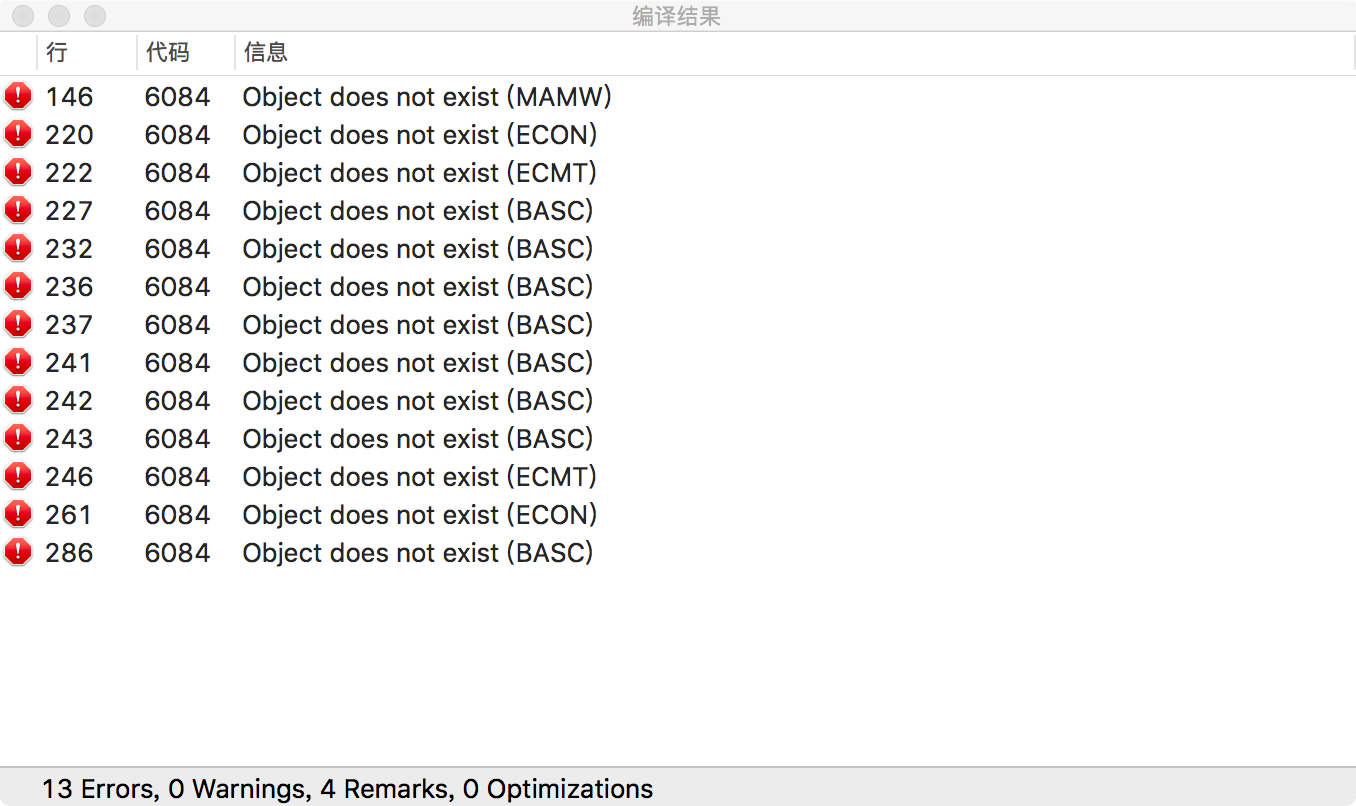 编译结果
行 代码 信息
146 6084 Object does not exist (MAMW)
220 6084 Object does not exist (ECON)
222 6084 Object does not exist (ECMT)
227 6084 Object does not exist (BASC)
232 6084 Object does not exist (BASC)
236 6084 Object does not exist (BASC)
237 6084 Object does not exist (BASC)
241 6084 Object does not exist (BASC)
242 6084 Object does not exist (BASC)
243 6084 Object does not exist (BASC)
246 6084 Object does not exist (ECMT)
261 6084 Object does not exist (ECON)
286 6084 Object does not exist (BASC)
13 Errors, 0 Warnings, 4 Remarks, 0 Optimizations